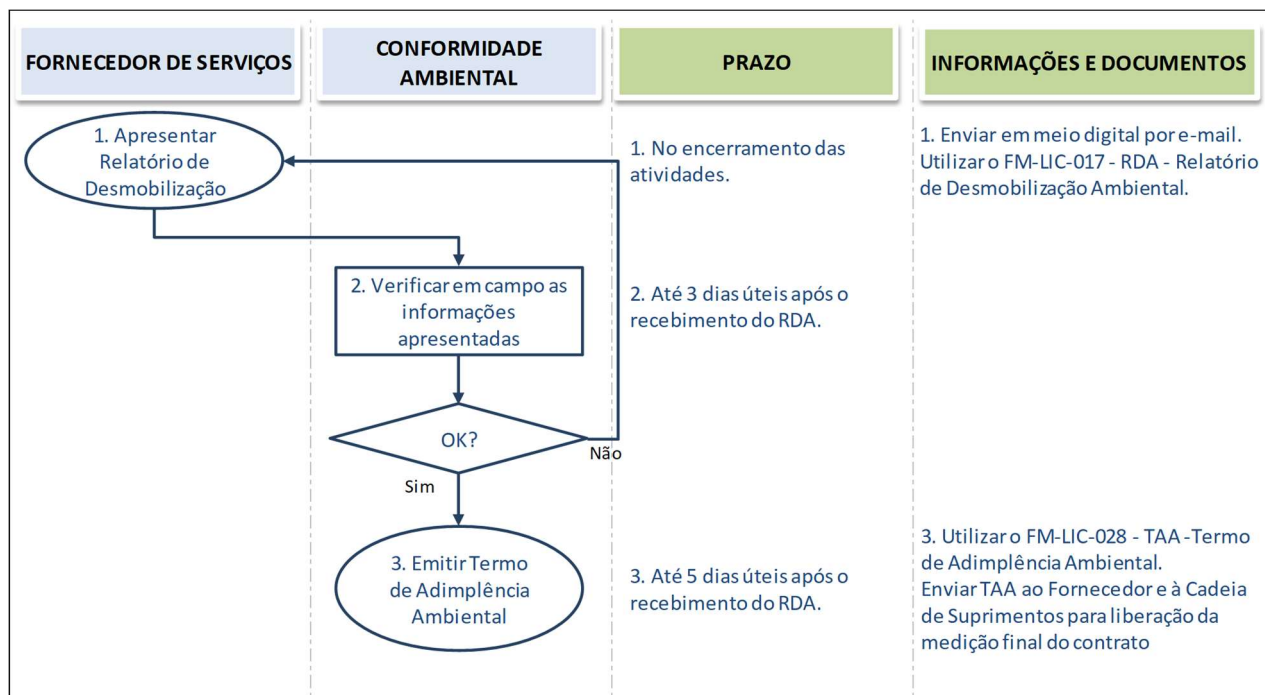 FORNECEDOR DE SERVIÇOS
CONFORMIDADE
AMBIENTAL
PRAZO
INFORMAÇÕES E DOCUMENTOS
1. Apresentar
Relatório de
Desmobilização
1. No encerramento das
atividades.
1. Enviar em meio digital por e-mail.
Utilizar o FM-LIC-017 - RDA - Relatório
de Desmobilização Ambiental.
2. Verificar em campo as
informações
apresentadas
2. Até 3 dias úteis após o
recebimento do RDA.
OK?
Não
Sim
3. Emitir Termo
de Adimplência
Ambiental
3. Até 5 dias úteis após o
recebimento do RDA.
3. Utilizar o FM-LIC-028 - TAA -Termo
de Adimplência Ambiental.
Enviar TAA ao Fornecedor e à Cadeia
de Suprimentos para liberação da
medição final do contrato